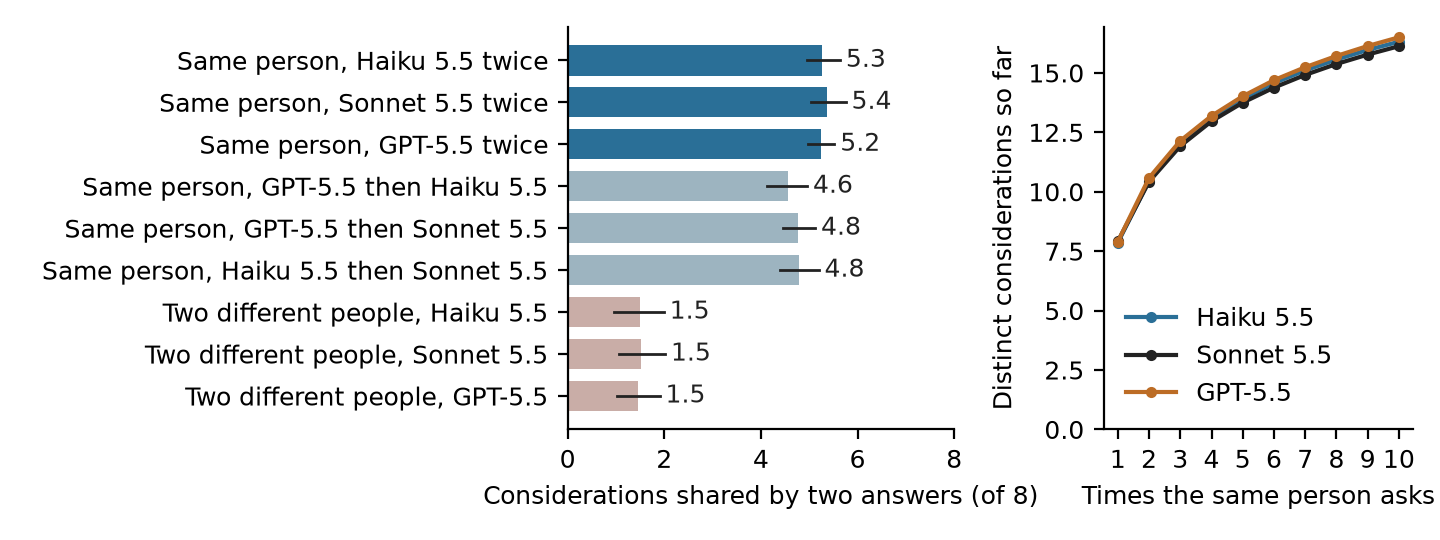 Same person, Haiku 5.5 twice 5.3
Same person, Sonnet 5.5 twice 5.4
Same person, GPT-5.5 twice 5.2
Same person, GPT-5.5 then Haiku 5.5 4.6
Same person, GPT-5.5 then Sonnet 5.5 4.8
Same person, Haiku 5.5 then Sonnet 5.5 4.8
Two different people, Haiku 5.5 1.5
Two different people, Sonnet 5.5 1.5
Two different people, GPT-5.5 1.5
0 2 4 6 8
Considerations shared by two answers (of 8)
Distinct considerations so far
15.0
12.5
10.0
7.5
5.0
2.5
0.0
Haiku 5.5
Sonnet 5.5
GPT-5.5
1 2 3 4 5 6 7 8 9 10
Times the same person asks